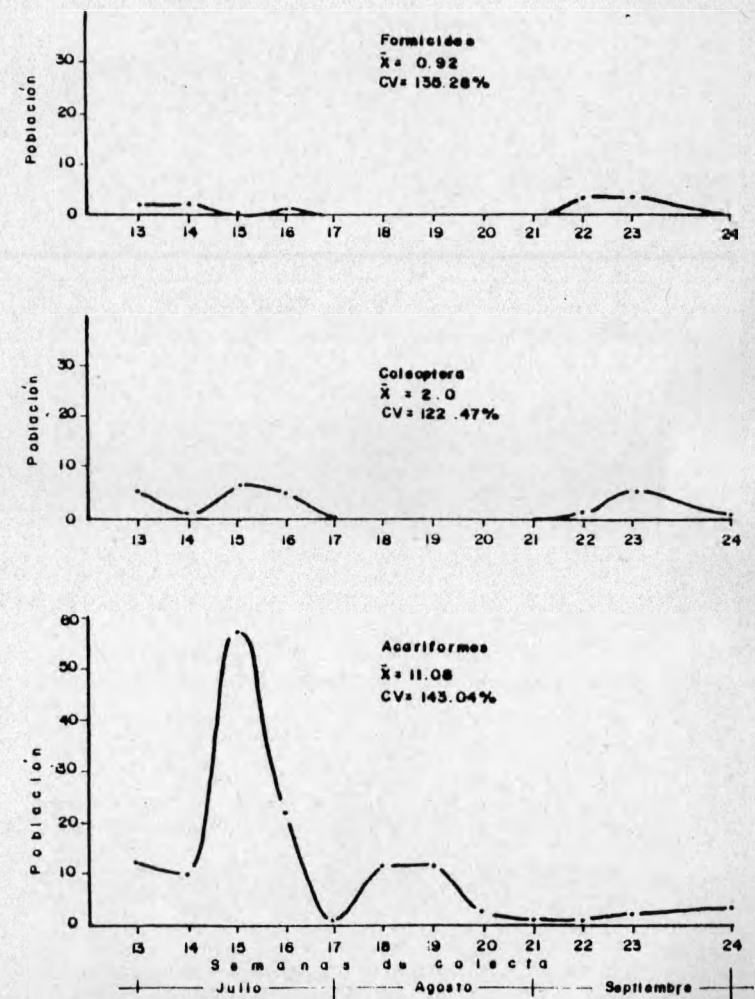 Formicidae
X̄ = 0.92
CV= 135.28%
Población
30
20
10
0
13 14 15 16 17 18 19 20 21 22 23 24
Coleoptera
X̄ = 2.0
CV= 122.47%
Población
30
20
10
0
13 14 15 16 17 18 19 20 21 22 23 24
Acariformes
X̄= 11.08
CV= 143.04%
Población
60
50
40
30
20
10
0
13 14 15 16 17 18 19 20 21 22 23 24
Semanas de colecta
Julio Agosto Septiembre